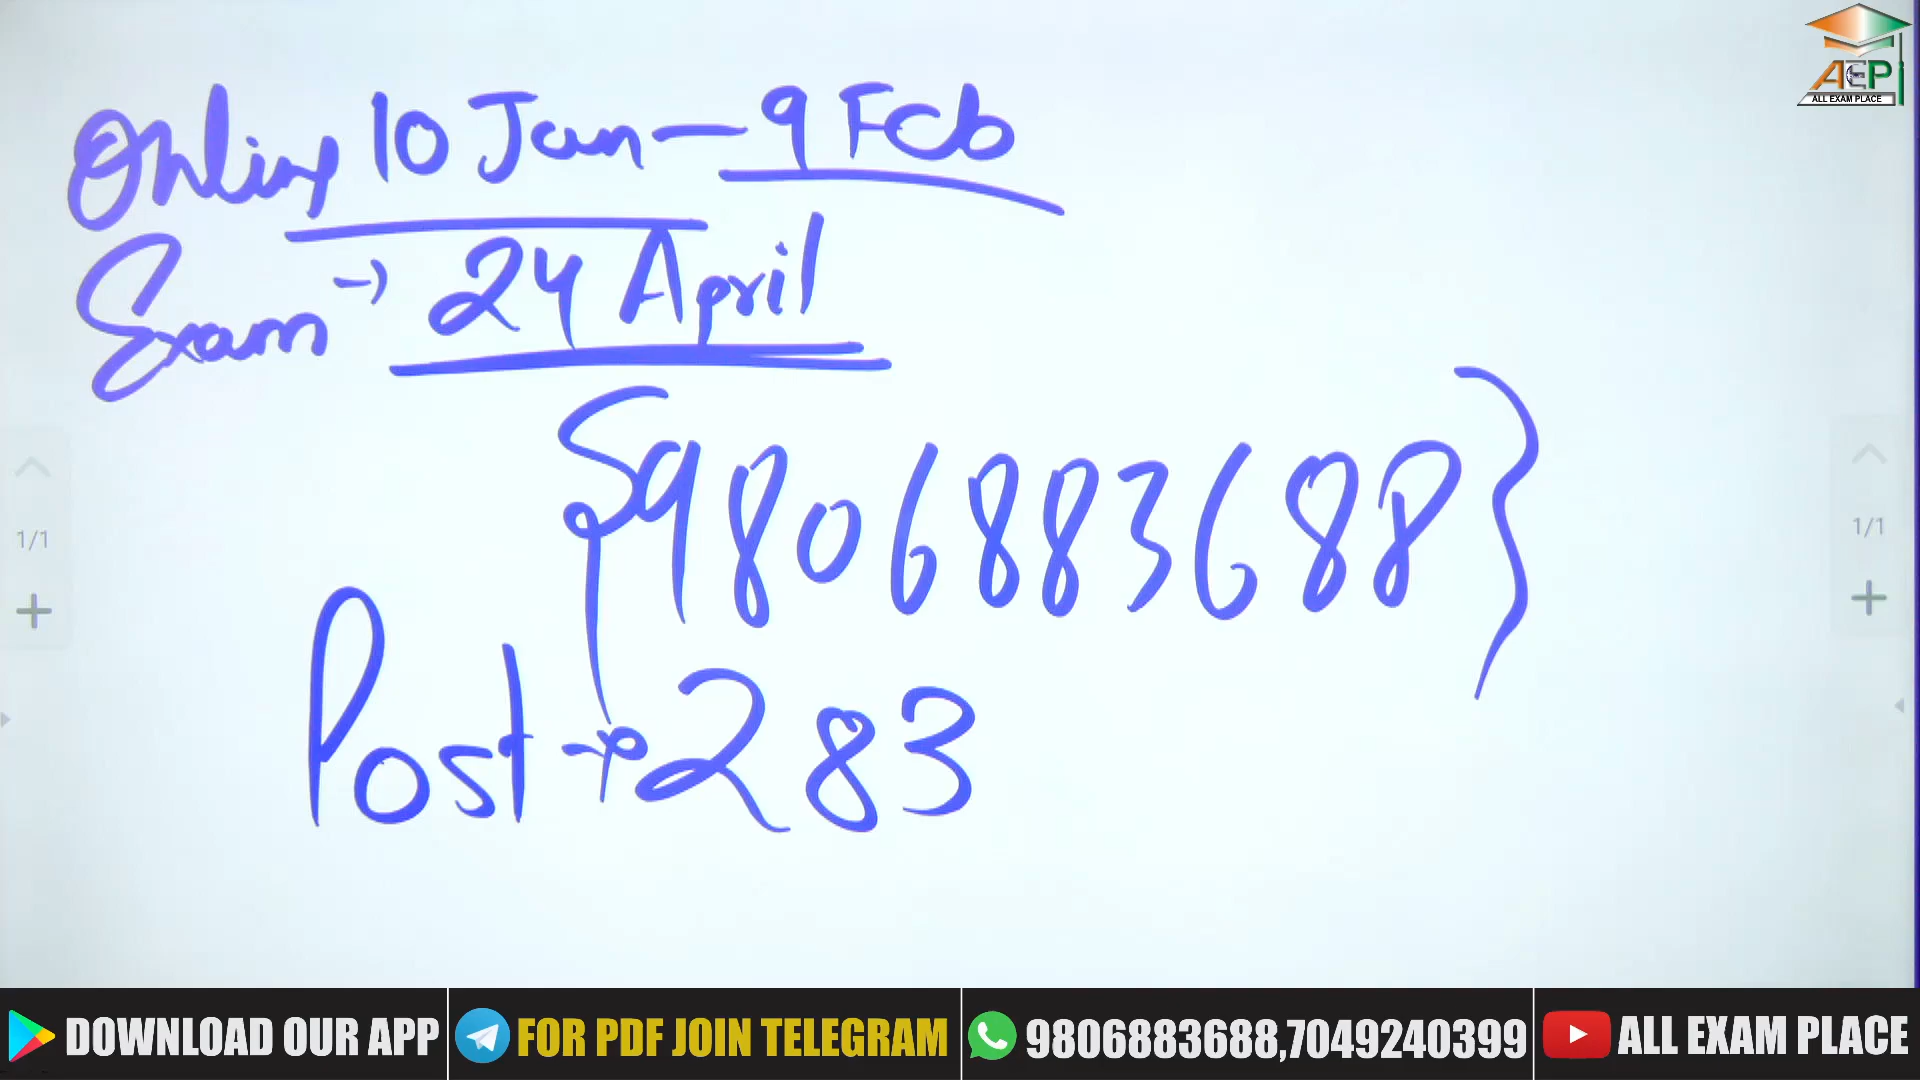 AEP
ALL EXAM PLACE
Online 10 Jan - 9 Feb
Exam → 24 April
{9806883688}
Post → 283
1/1
1/1
DOWNLOAD OUR APP
FOR PDF JOIN TELEGRAM
9806883688,7049240399
ALL EXAM PLACE